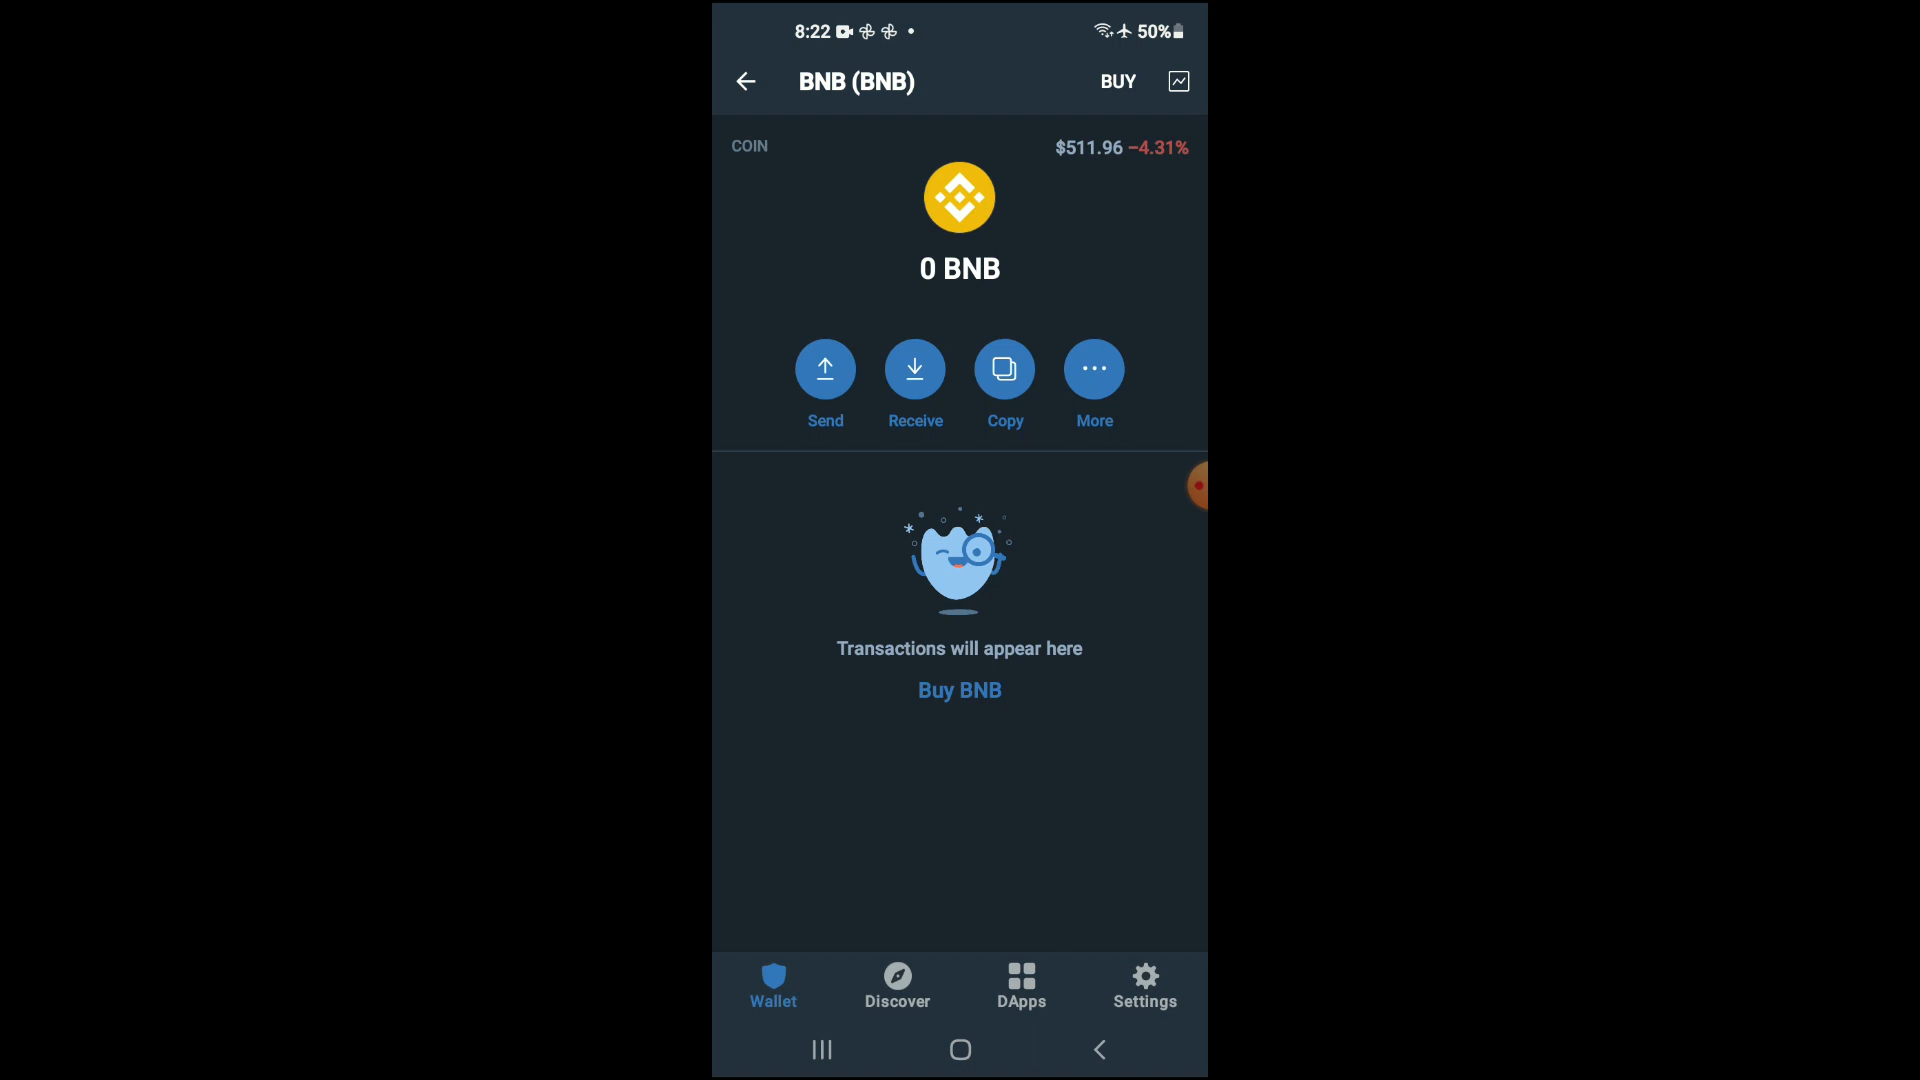 8:22 50%
BNB (BNB) BUY
COIN $511.96 −4.31%
0 BNB
Send Receive Copy More
Transactions will appear here
Buy BNB
Wallet Discover DApps Settings